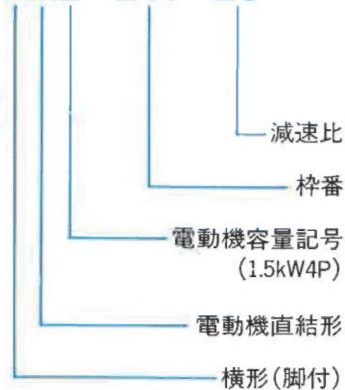 減速比
枠番
電動機容量記号
(1.5kW4P)
電動機直結形
横形(脚付)